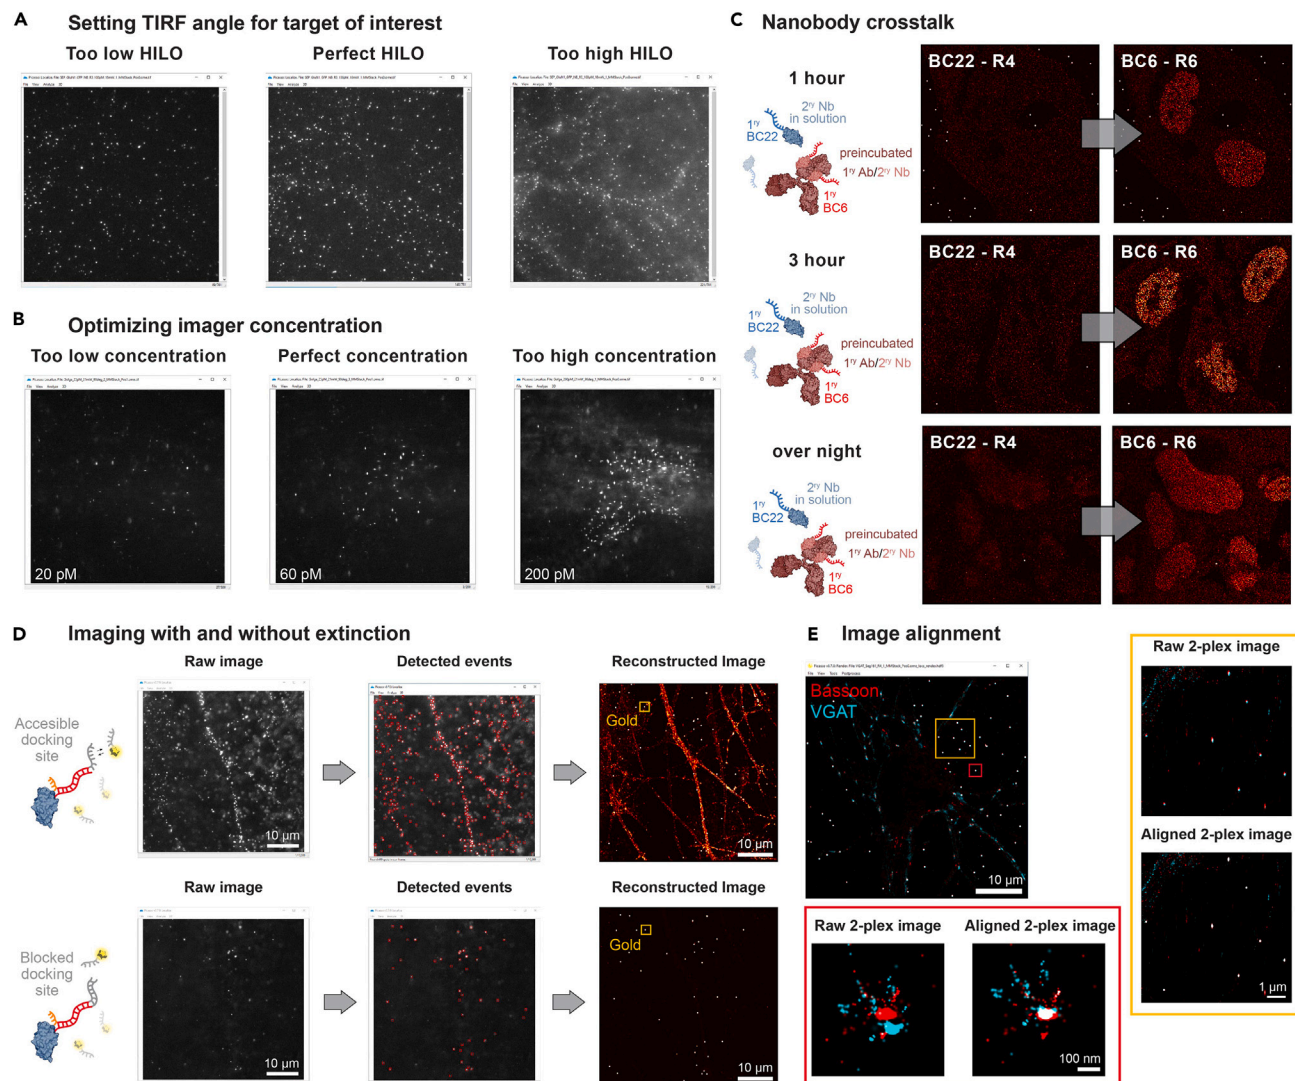 A Setting TIRF angle for target of interest
Too low HILO
Perfect HILO
Too high HILO
B Optimizing imager concentration
Too low concentration
Perfect concentration
Too high concentration
20 pM
60 pM
200 pM
C Nanobody crosstalk
1 hour
2ry Nb
in solution
1ry
BC22
preincubated
1ry Ab/2ry Nb
1ry
BC6
BC22 - R4
BC6 - R6
3 hour
2ry Nb
in solution
1ry
BC22
preincubated
1ry Ab/2ry Nb
1ry
BC6
BC22 - R4
BC6 - R6
over night
2ry Nb
in solution
1ry
BC22
preincubated
1ry Ab/2ry Nb
1ry
BC6
BC22 - R4
BC6 - R6
D Imaging with and without extinction
Raw image
Detected events
Reconstructed Image
Accesible
docking
site
10 µm
10 µm
Gold
10 µm
Raw image
Detected events
Reconstructed Image
Blocked
docking
site
10 µm
10 µm
Gold
10 µm
E Image alignment
Bassoon
VGAT
10 µm
Raw 2-plex image
Aligned 2-plex image
1 µm
Raw 2-plex image
Aligned 2-plex image
100 nm